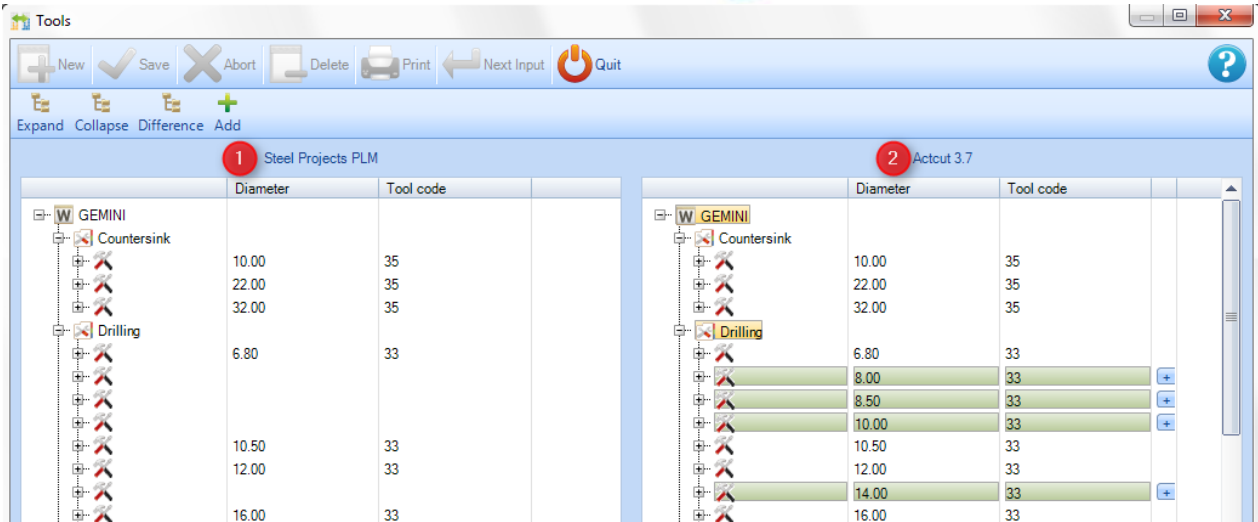 Tools
New Save Abort Delete Print Next Input Quit ?
Expand Collapse Difference Add
1 Steel Projects PLM 2 Actcut 3.7
Diameter Tool code Diameter Tool code
W GEMINI W GEMINI
Countersink Countersink
10.00 35 10.00 35
22.00 35 22.00 35
32.00 35 32.00 35
Drilling Drilling
6.80 33 6.80 33
8.00 33
8.50 33
10.00 33
10.50 33 10.50 33
12.00 33 12.00 33
14.00 33
16.00 33 16.00 33